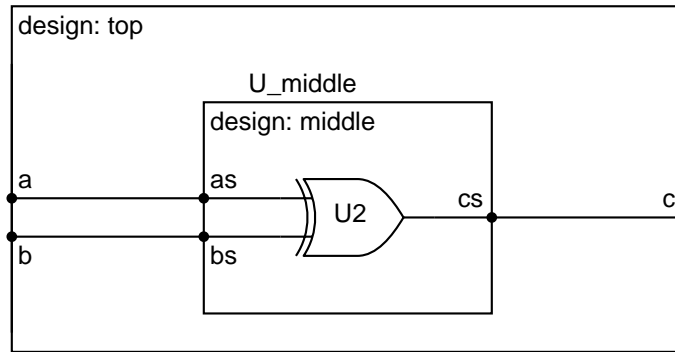 design: top
U_middle
design: middle
a
as
U2
cs
c
b
bs